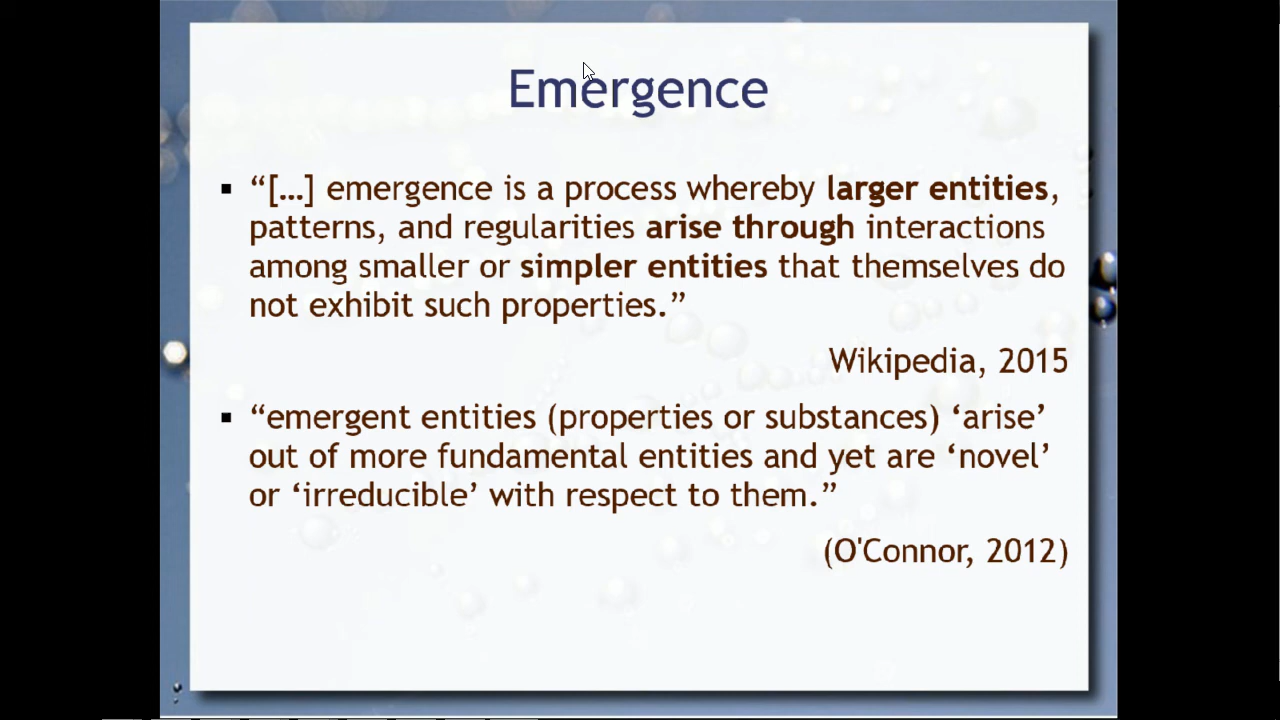 Emergence
“[…] emergence is a process whereby larger entities,
patterns, and regularities arise through interactions
among smaller or simpler entities that themselves do
not exhibit such properties.”
Wikipedia, 2015
“emergent entities (properties or substances) ‘arise’
out of more fundamental entities and yet are ‘novel’
or ‘irreducible’ with respect to them.”
(O'Connor, 2012)